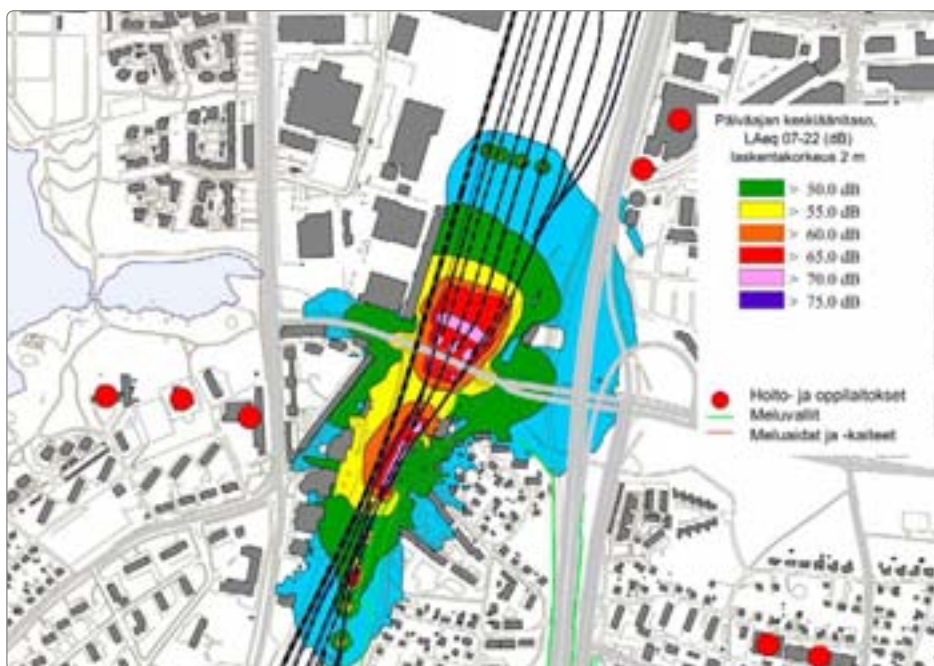 Päiväajan keskiäänitaso,
LAeq 07-22 (dB)
laskentakorkeus 2 m
> 50.0 dB
> 55.0 dB
> 60.0 dB
> 65.0 dB
> 70.0 dB
> 75.0 dB
Hoito- ja oppilaitokset
Meluvallit
Meluaidat ja -kaiteet